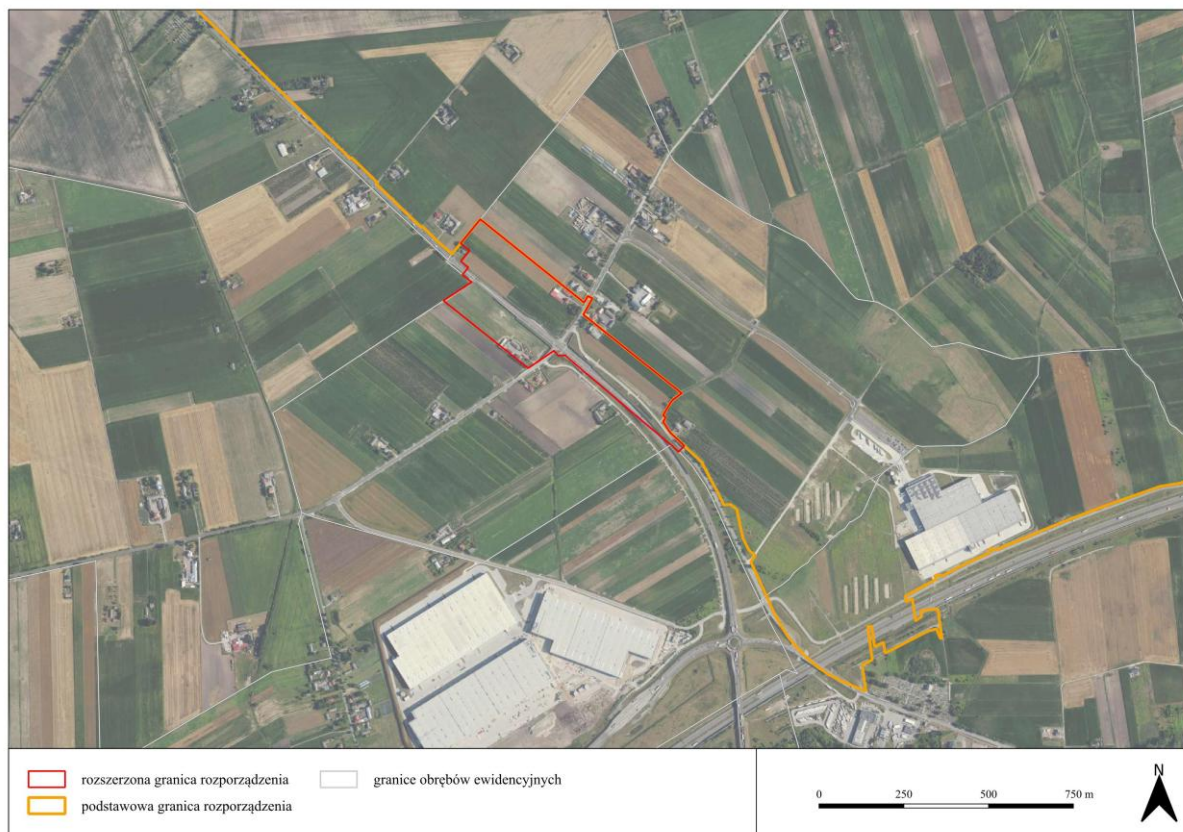 rozszerzona granica rozporządzenia
granice obrębów ewidencyjnych
podstawowa granica rozporządzenia
0 250 500 750 m
N